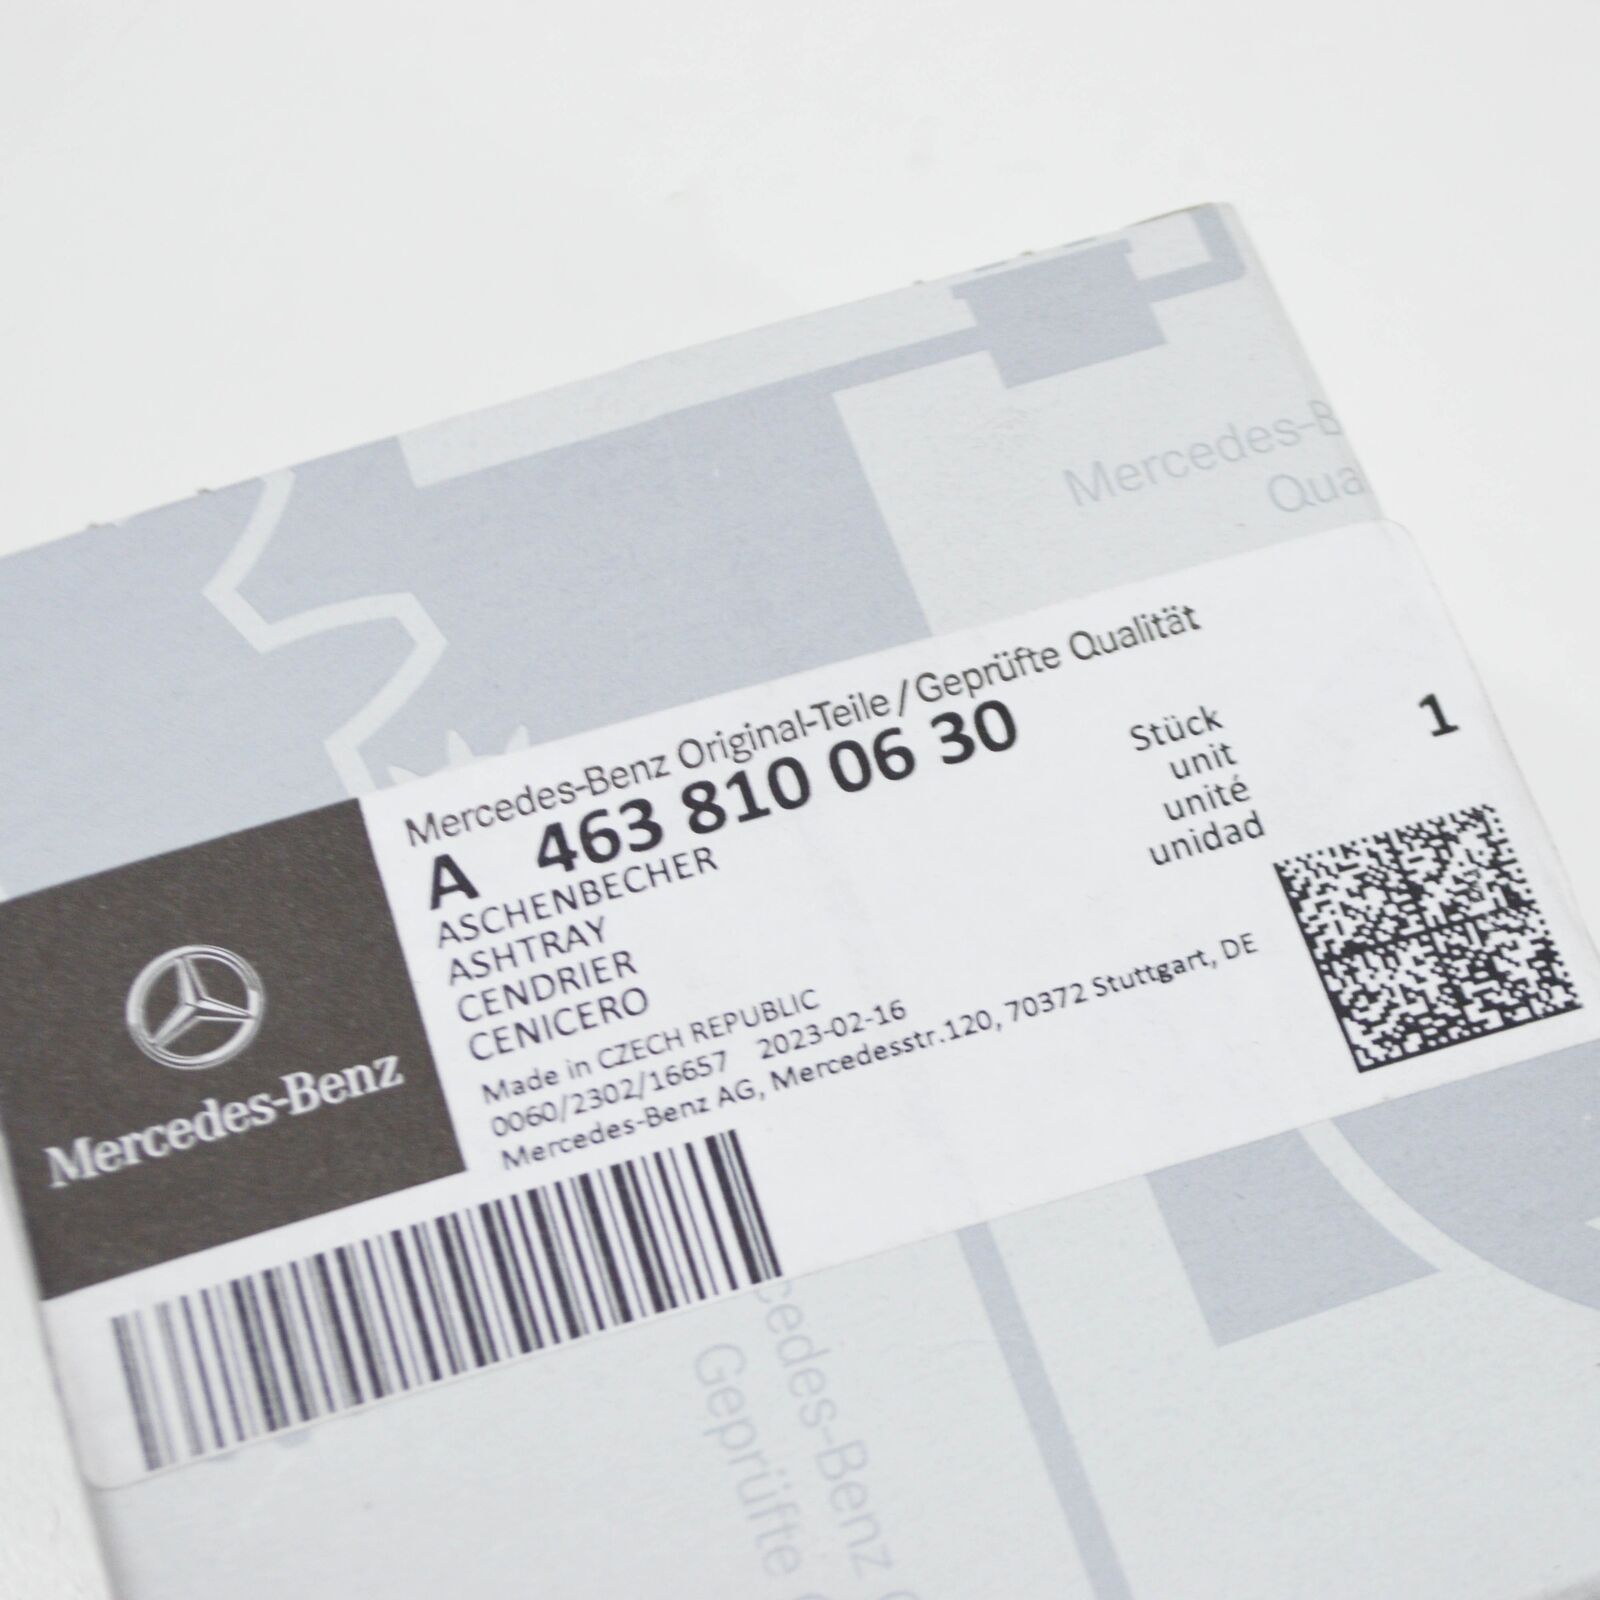 Mercedes-B
Qua
Mercedes-Benz Original-Teile / Geprüfte Qualität
A 463 810 06 30
ASCHENBECHER
ASHTRAY
CENDRIER
CENICERO
Stück 1
unit
unité
unidad
Made in CZECH REPUBLIC
0060/2302/16657 2023-02-16
Mercedes-Benz AG, Mercedesstr.120, 70372 Stuttgart, DE
Mercedes-Benz
cedes-Benz
Geprüfte